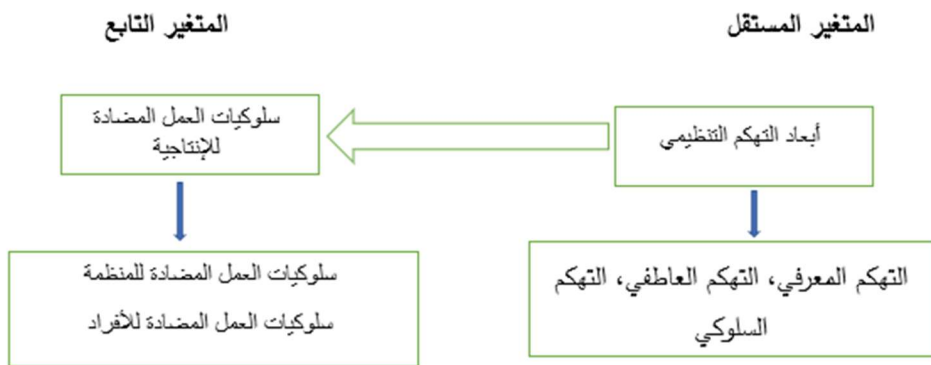 المتغير المستقل
المتغير التابع
أبعاد التهكم التنظيمي
سلوكيات العمل المضادة
للإنتاجية
التهكم المعرفي، التهكم العاطفي، التهكم
السلوكي
سلوكيات العمل المضادة للمنظمة
سلوكيات العمل المضادة للأفراد